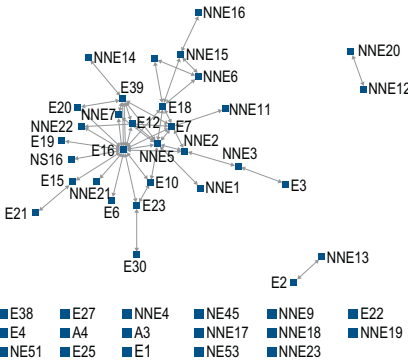 NNE16
NNE14
NNE15
NNE20
NNE6
NNE12
E39
E20
E18
NNE11
NNE7
E12
E7
NNE22
E19
E16
NNE2
NS16
NNE5
NNE3
E15
NNE21
E10
NNE1
E3
E21
E6
E23
NNE13
E30
E2
E38 E27 NNE4 NE45 NNE9 E22
E4 A4 A3 NNE17 NNE18 NNE19
NE51 E25 E1 NE53 NNE23